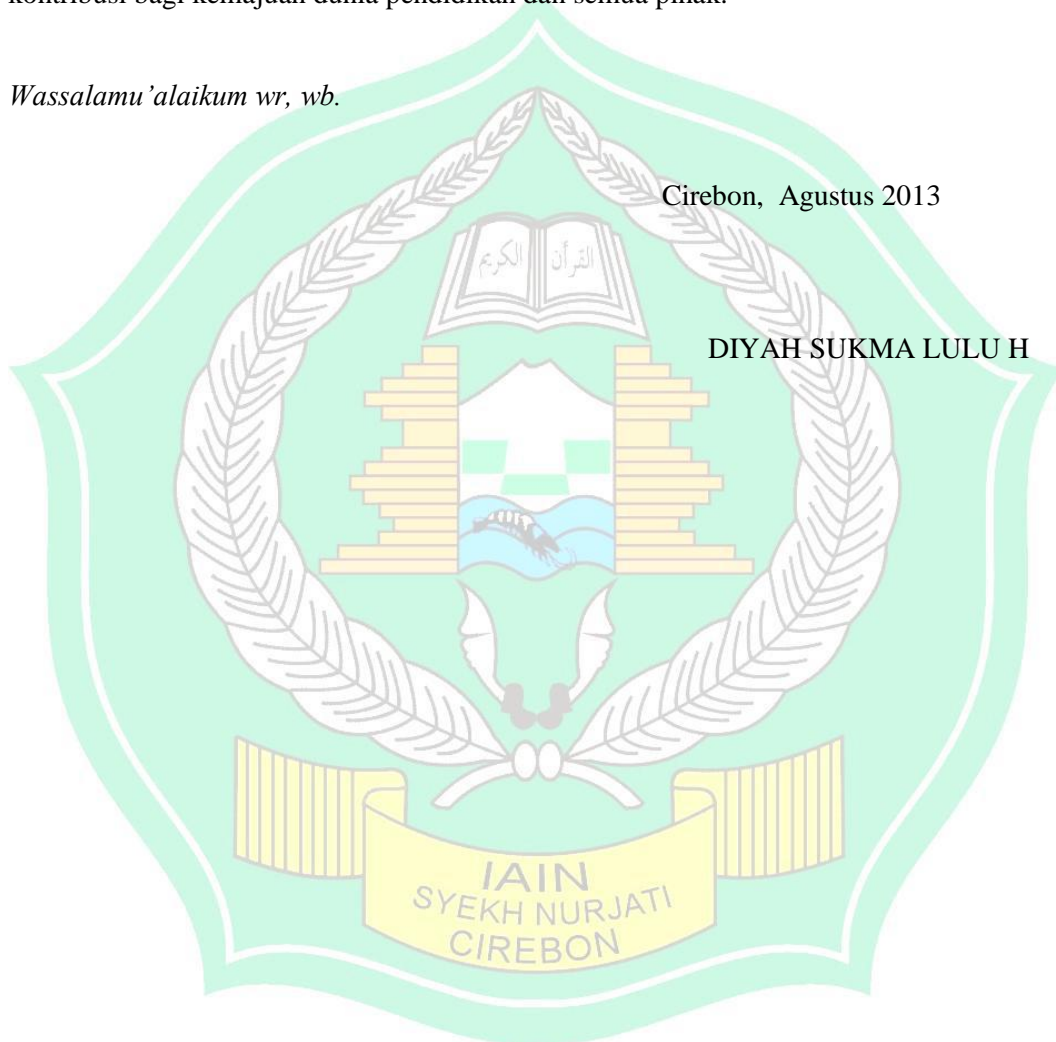 kontribusi bagi kemajuan dunia pendidikan dan semua pihak.
Wassalamu’alaikum wr, wb.
Cirebon, Agustus 2013
القرأن الكريم
DIYAH SUKMA LULU H
IAIN
SYEKH NURJATI
CIREBON